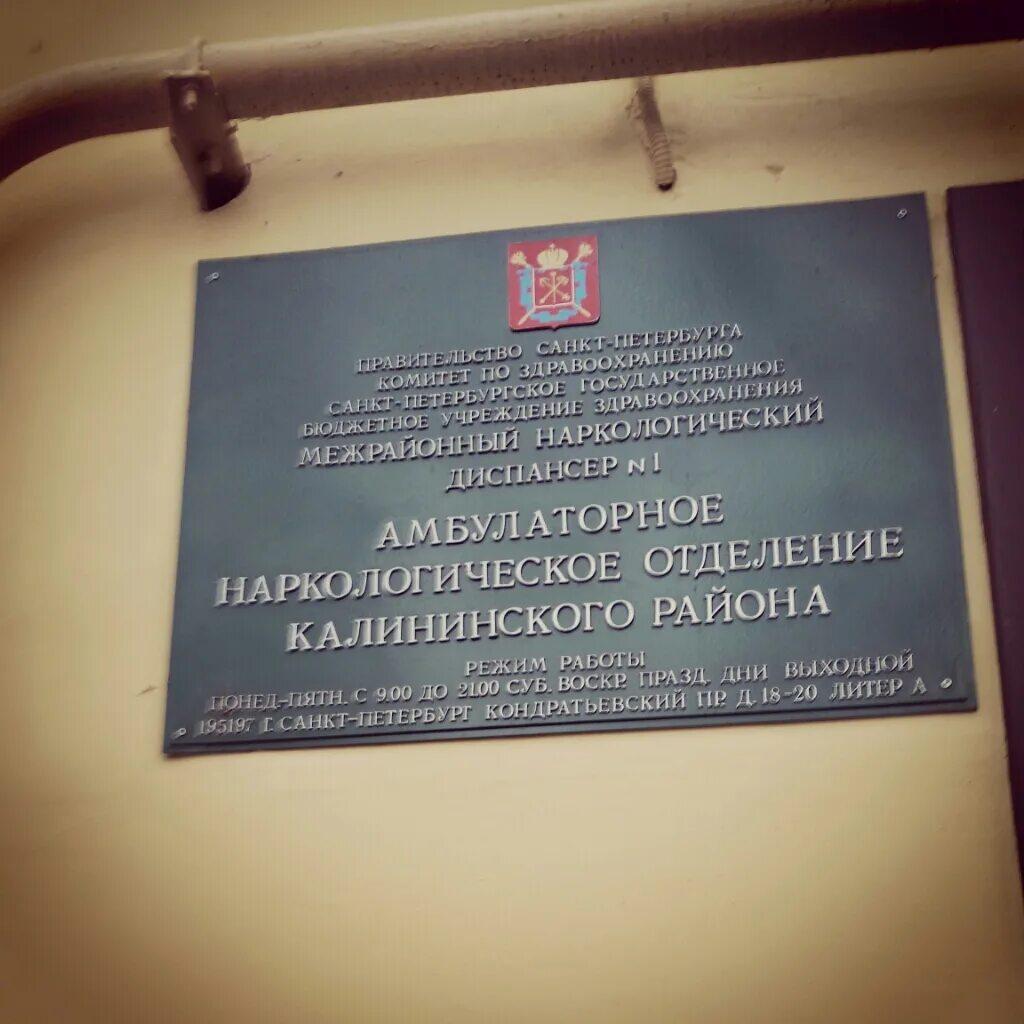 ПРАВИТЕЛЬСТВО САНКТ-ПЕТЕРБУРГА
КОМИТЕТ ПО ЗДРАВООХРАНЕНИЮ
САНКТ-ПЕТЕРБУРГСКОЕ ГОСУДАРСТВЕННОЕ
БЮДЖЕТНОЕ УЧРЕЖДЕНИЕ ЗДРАВООХРАНЕНИЯ
МЕЖРАЙОННЫЙ НАРКОЛОГИЧЕСКИЙ
ДИСПАНСЕР N 1
АМБУЛАТОРНОЕ
НАРКОЛОГИЧЕСКОЕ ОТДЕЛЕНИЕ
КАЛИНИНСКОГО РАЙОНА
РЕЖИМ РАБОТЫ
ПОНЕД.-ПЯТН. С 9.00 ДО 21.00 СУБ. ВОСКР. ПРАЗД. ДНИ ВЫХОДНОЙ
195197 Г. САНКТ-ПЕТЕРБУРГ КОНДРАТЬЕВСКИЙ ПР. Д. 18-20 ЛИТЕР А